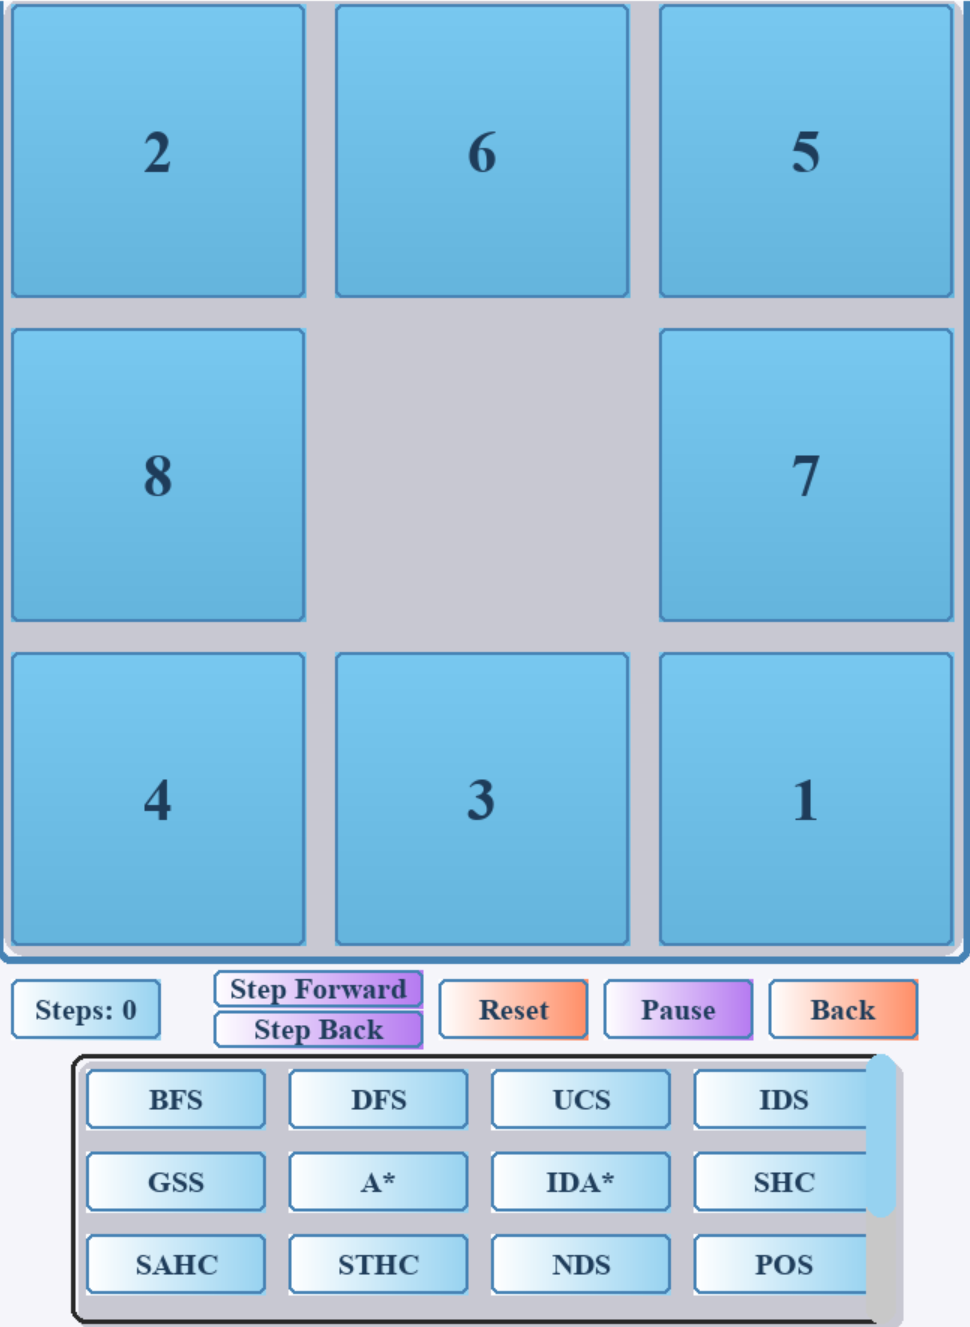 2 6 5
8 7
4 3 1
Steps: 0
Step Forward
Step Back
Reset
Pause
Back
BFS DFS UCS IDS
GSS A* IDA* SHC
SAHC STHC NDS POS